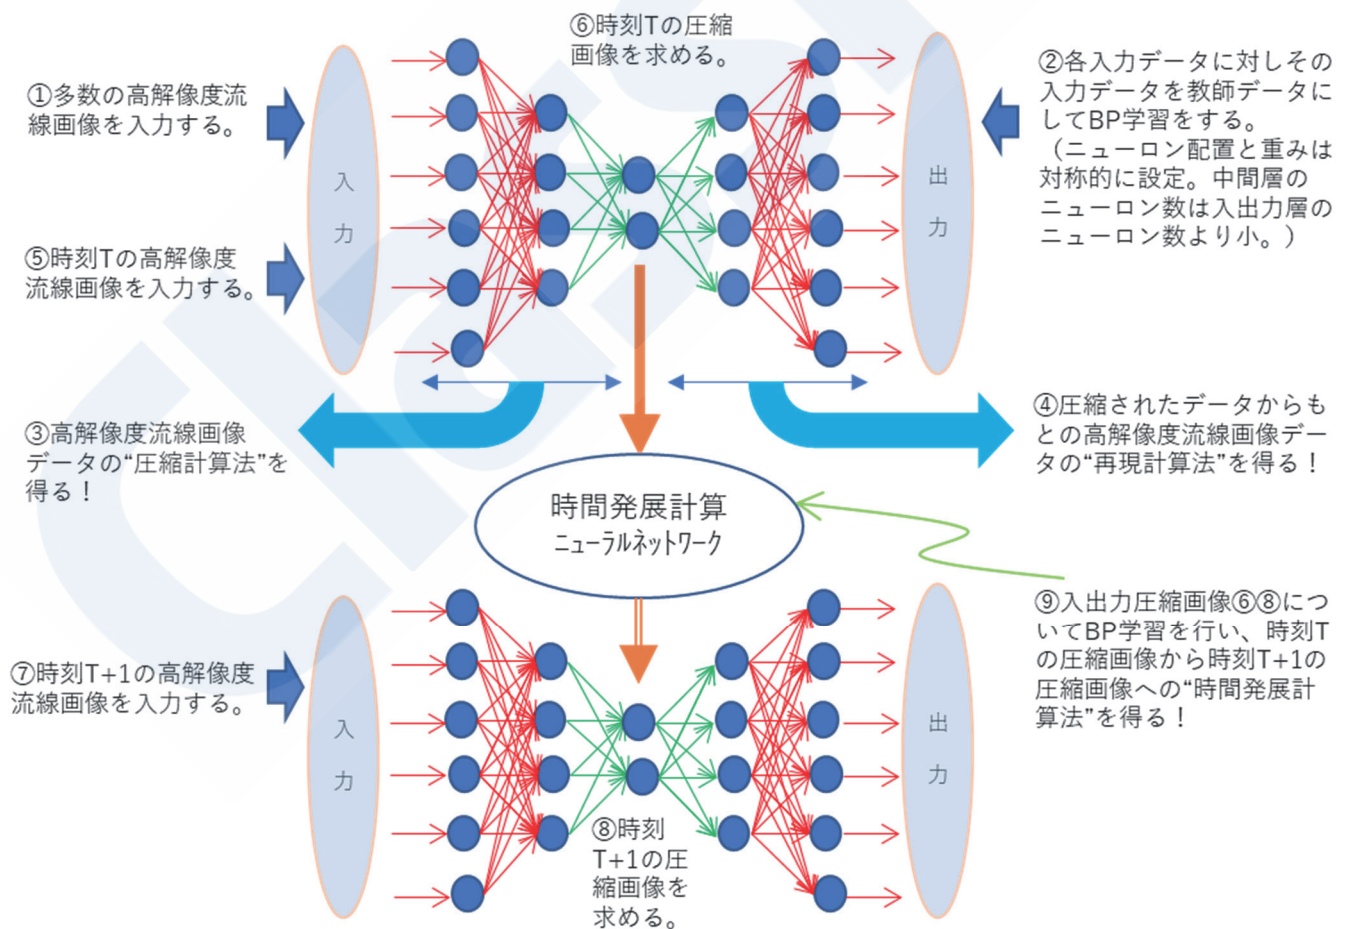 ①多数の高解像度流
線画像を入力する。
⑤時刻Tの高解像度
流線画像を入力する。
入
力
⑥時刻Tの圧縮
画像を求める。
出
力
②各入力データに対しその
入力データを教師データに
してBP学習をする。
（ニューロン配置と重みは
対称的に設定。中間層の
ニューロン数は入出力層の
ニューロン数より小。）
③高解像度流線画像
データの“圧縮計算法”を
得る！
④圧縮されたデータからも
との高解像度流線画像デー
タの“再現計算法”を得る！
時間発展計算
ニューラルネットワーク
⑦時刻T+1の高解像度
流線画像を入力する。
入
力
⑧時刻
T+1の圧
縮画像を
求める。
出
力
⑨入出力圧縮画像⑥⑧につ
いてBP学習を行い、時刻T
の圧縮画像から時刻T+1の
圧縮画像への“時間発展計
算法”を得る！